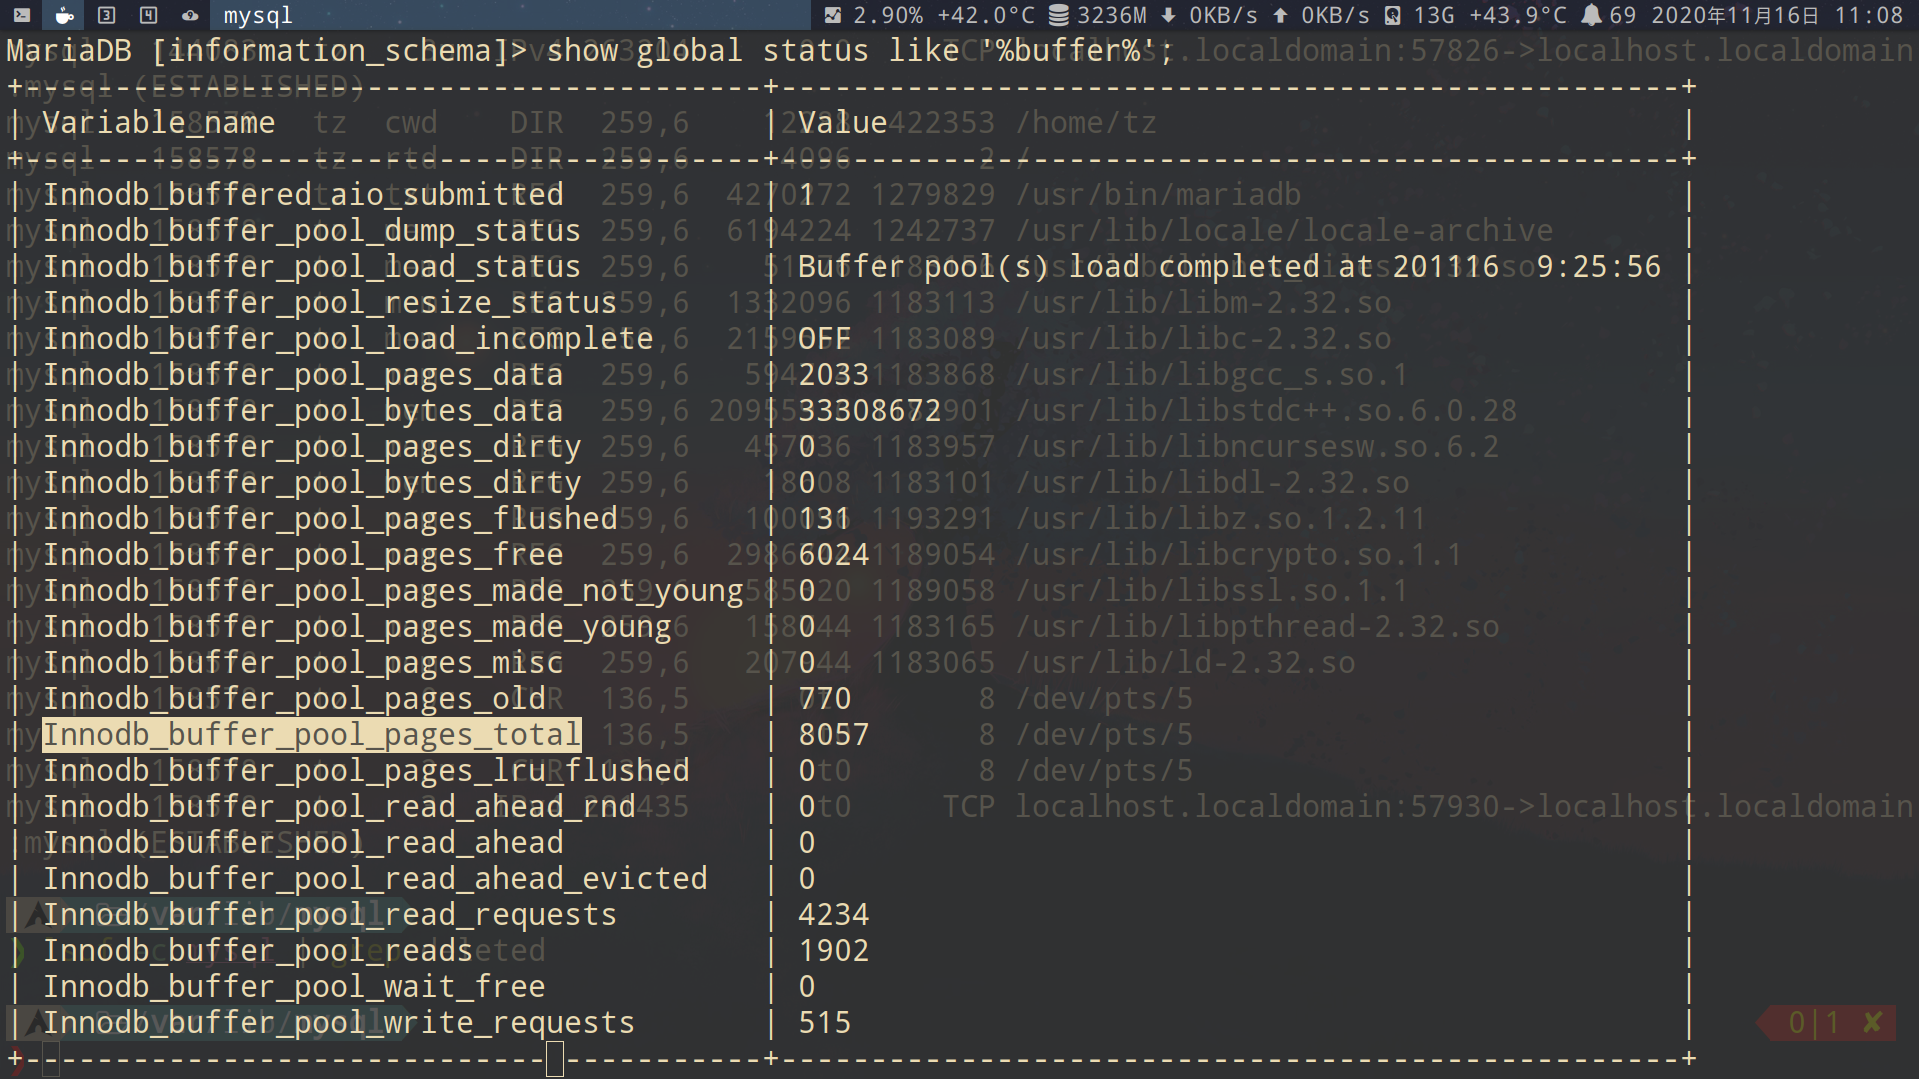 mysql 2.90% +42.0°C 3236M 0KB/s 0KB/s 13G +43.9°C 69 2020年11月16日 11:08
MariaDB [information_schema]> show global status like '%buffer%';
+----------------------------------------+--------------------------------------------------+
| Variable_name | Value |
+----------------------------------------+--------------------------------------------------+
| Innodb_buffered_aio_submitted | 1 |
| Innodb_buffer_pool_dump_status | |
| Innodb_buffer_pool_load_status | Buffer pool(s) load completed at 201116  9:25:56 |
| Innodb_buffer_pool_resize_status | |
| Innodb_buffer_pool_load_incomplete | OFF |
| Innodb_buffer_pool_pages_data | 2033 |
| Innodb_buffer_pool_bytes_data | 33308672 |
| Innodb_buffer_pool_pages_dirty | 0 |
| Innodb_buffer_pool_bytes_dirty | 0 |
| Innodb_buffer_pool_pages_flushed | 131 |
| Innodb_buffer_pool_pages_free | 6024 |
| Innodb_buffer_pool_pages_made_not_young | 0 |
| Innodb_buffer_pool_pages_made_young | 0 |
| Innodb_buffer_pool_pages_misc | 0 |
| Innodb_buffer_pool_pages_old | 770 |
| Innodb_buffer_pool_pages_total | 8057 |
| Innodb_buffer_pool_pages_lru_flushed | 0 |
| Innodb_buffer_pool_read_ahead_rnd | 0 |
| Innodb_buffer_pool_read_ahead | 0 |
| Innodb_buffer_pool_read_ahead_evicted | 0 |
| Innodb_buffer_pool_read_requests | 4234 |
| Innodb_buffer_pool_reads | 1902 |
| Innodb_buffer_pool_wait_free | 0 |
| Innodb_buffer_pool_write_requests | 515 |
0|1 ✘